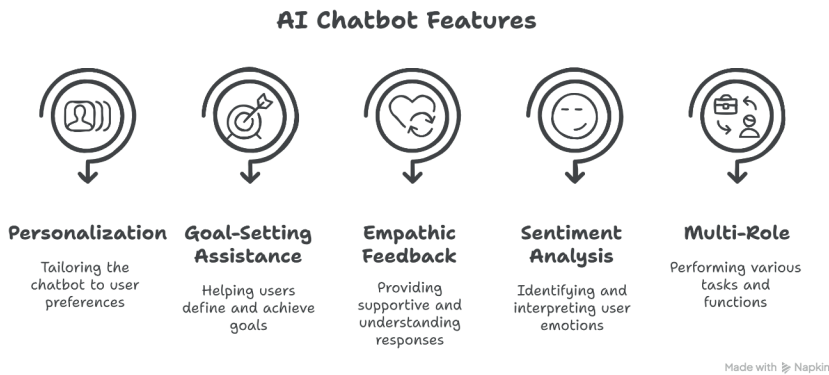 AI Chatbot Features
Personalization
Tailoring the
chatbot to user
preferences
Goal-Setting
Assistance
Helping users
define and achieve
goals
Empathic
Feedback
Providing
supportive and
understanding
responses
Sentiment
Analysis
Identifying and
interpreting user
emotions
Multi-Role
Performing various
tasks and
functions
Made with Napkin